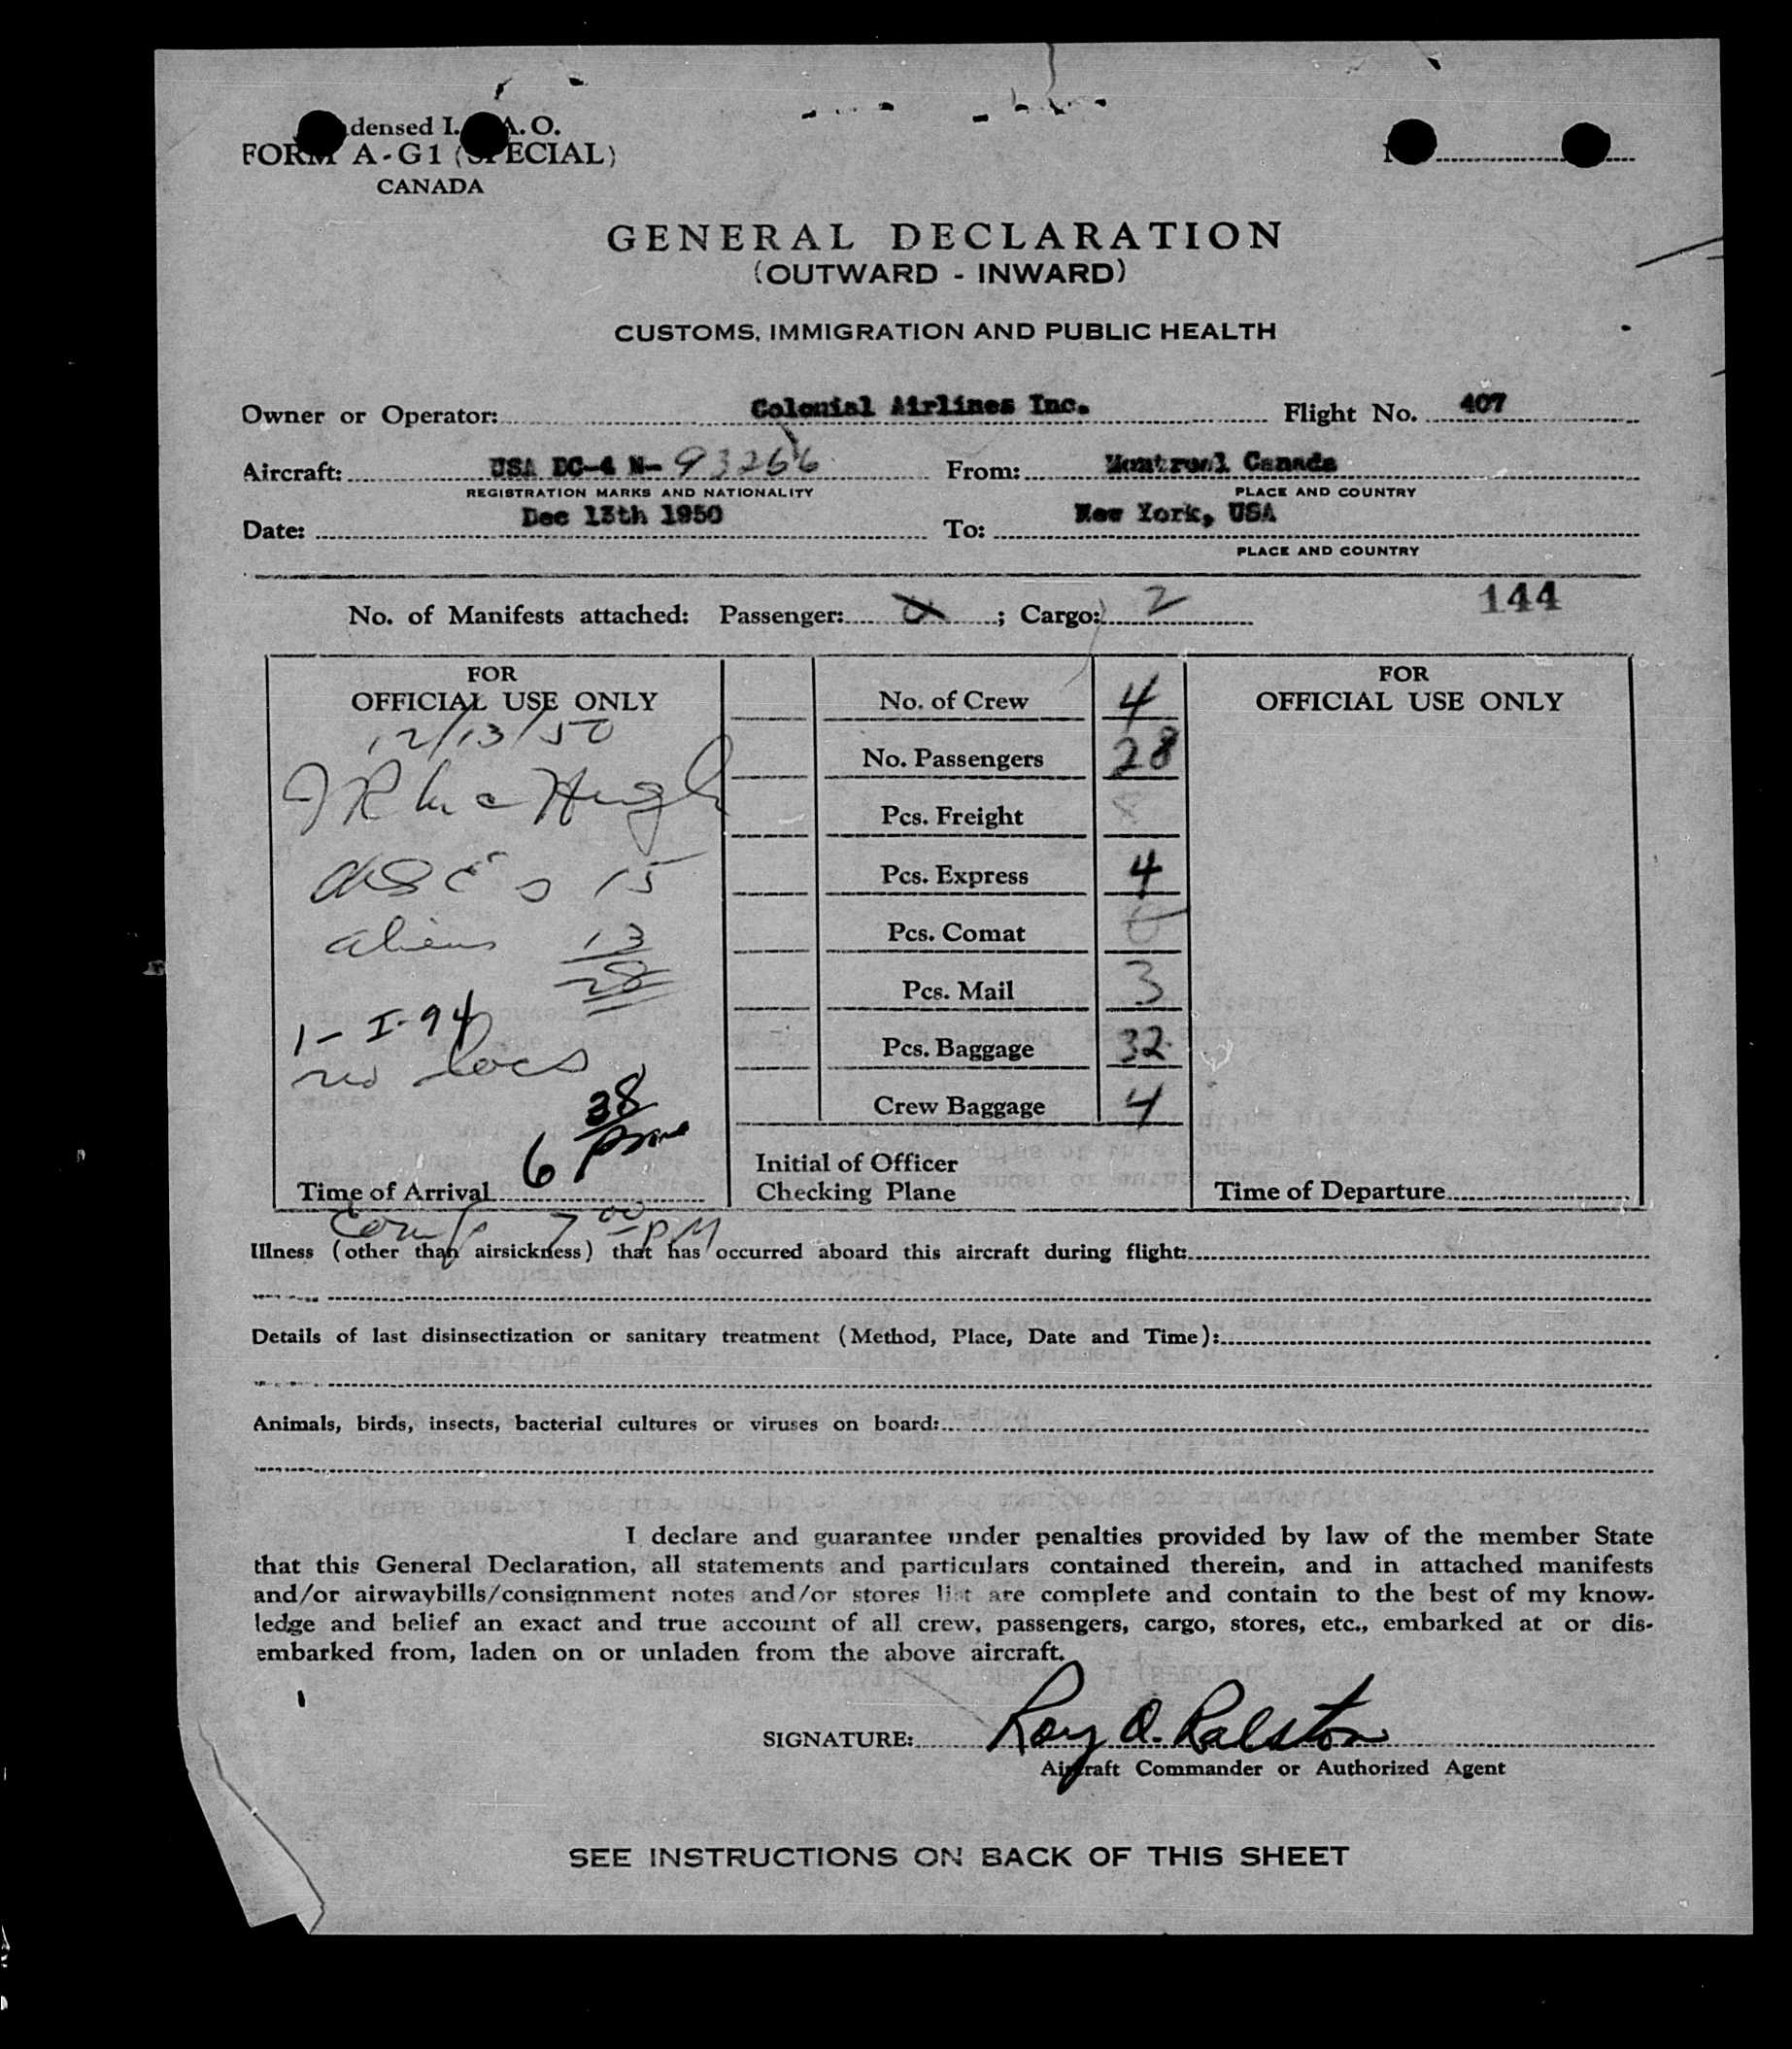 densed I. A. O.
FORM A-G1 (SPECIAL)
CANADA
GENERAL DECLARATION
(OUTWARD - INWARD)
CUSTOMS, IMMIGRATION AND PUBLIC HEALTH
Owner or Operator: Colonial Airlines Inc. Flight No. 407
Aircraft: USA DC-4 N- 93266 From: Montreal Canada
REGISTRATION MARKS AND NATIONALITY PLACE AND COUNTRY
Date: Dec 13th 1950 To: New York, USA
PLACE AND COUNTRY
144
No. of Manifests attached: Passenger: ; Cargo: 2
FOR
OFFICIAL USE ONLY
12/13/50
J R McHugh
15
aliens 13
28
1- I-94
no docs
6 38 pm
Time of Arrival
7 00 PM
No. of Crew 4
No. Passengers 28
Pcs. Freight
Pcs. Express 4
Pcs. Comat
Pcs. Mail 3
Pcs. Baggage 32
Crew Baggage 4
Initial of Officer
Checking Plane
FOR
OFFICIAL USE ONLY
Time of Departure
Illness (other than airsickness) that has occurred aboard this aircraft during flight:
Details of last disinsectization or sanitary treatment (Method, Place, Date and Time):
Animals, birds, insects, bacterial cultures or viruses on board:
I declare and guarantee under penalties provided by law of the member State
that this General Declaration, all statements and particulars contained therein, and in attached manifests
and/or airwaybills/consignment notes and/or stores list are complete and contain to the best of my know-
ledge and belief an exact and true account of all crew, passengers, cargo, stores, etc., embarked at or dis-
embarked from, laden on or unladen from the above aircraft.
SIGNATURE: Roy A. Ralston
Aircraft Commander or Authorized Agent
SEE INSTRUCTIONS ON BACK OF THIS SHEET